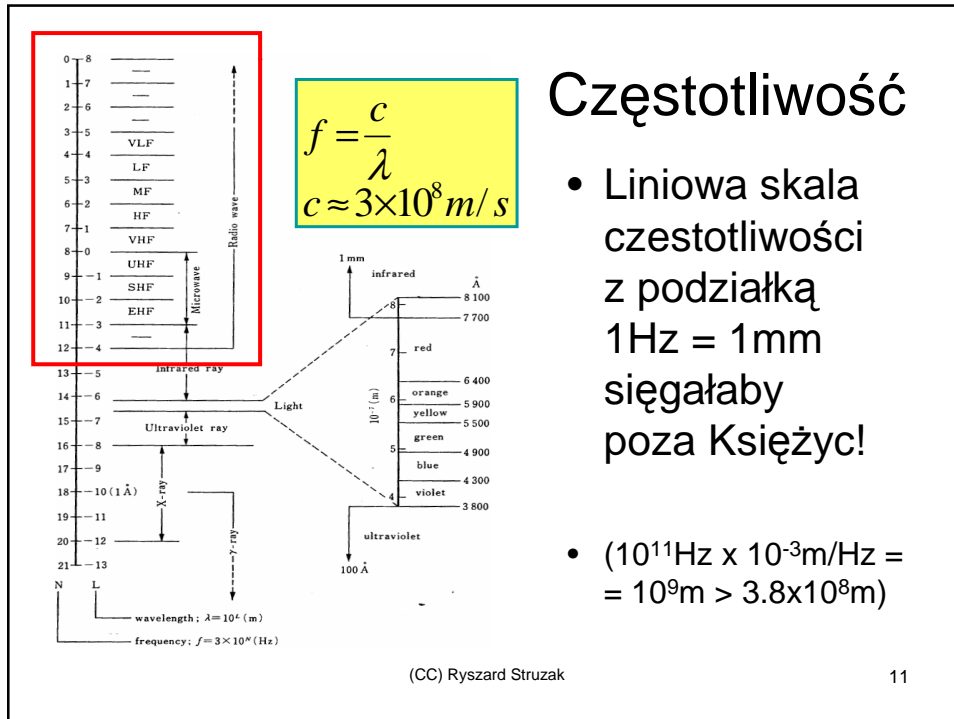 Częstotliwość
f = c/λ
c ≈ 3×10⁸ m/s
• Liniowa skala
czestotliwości
z podziałką
1Hz = 1mm
sięgałaby
poza Księżyc!
• (10¹¹Hz x 10⁻³m/Hz =
= 10⁹m > 3.8x10⁸m)
0 8
1 7
2 6
3 5
VLF
4 4
LF
5 3
MF
6 2
HF
7 1
VHF
8 0
UHF
9 −1
SHF
10 −2
EHF
11 −3
12 −4
Radio wave
Microwave
13 −5
Infrared ray
14 −6
Light
15 −7
Ultraviolet ray
16 −8
17 −9
18 −10 (1 Å)
X-ray
19 −11
20 −12
γ-ray
21 −13
N L
wavelength; λ=10ᴸ (m)
frequency; f=3×10ᴺ (Hz)
1 mm
infrared
Å
8
8 100
7 700
7
red
6 400
orange
6
5 900
yellow
5 500
green
5
4 900
blue
4 300
violet
4
3 800
10⁻⁷ (m)
ultraviolet
100 Å
(CC) Ryszard Struzak
11